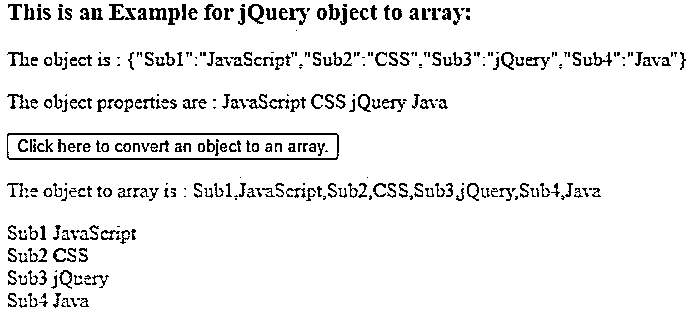 This is an Example for jQuery object to array:
The object is : {"Sub1":"JavaScript","Sub2":"CSS","Sub3":"jQuery","Sub4":"Java"}
The object properties are : JavaScript CSS jQuery Java
Click here to convert an object to an array.
The object to array is : Sub1,JavaScript,Sub2,CSS,Sub3,jQuery,Sub4,Java
Sub1 JavaScript
Sub2 CSS
Sub3 jQuery
Sub4 Java